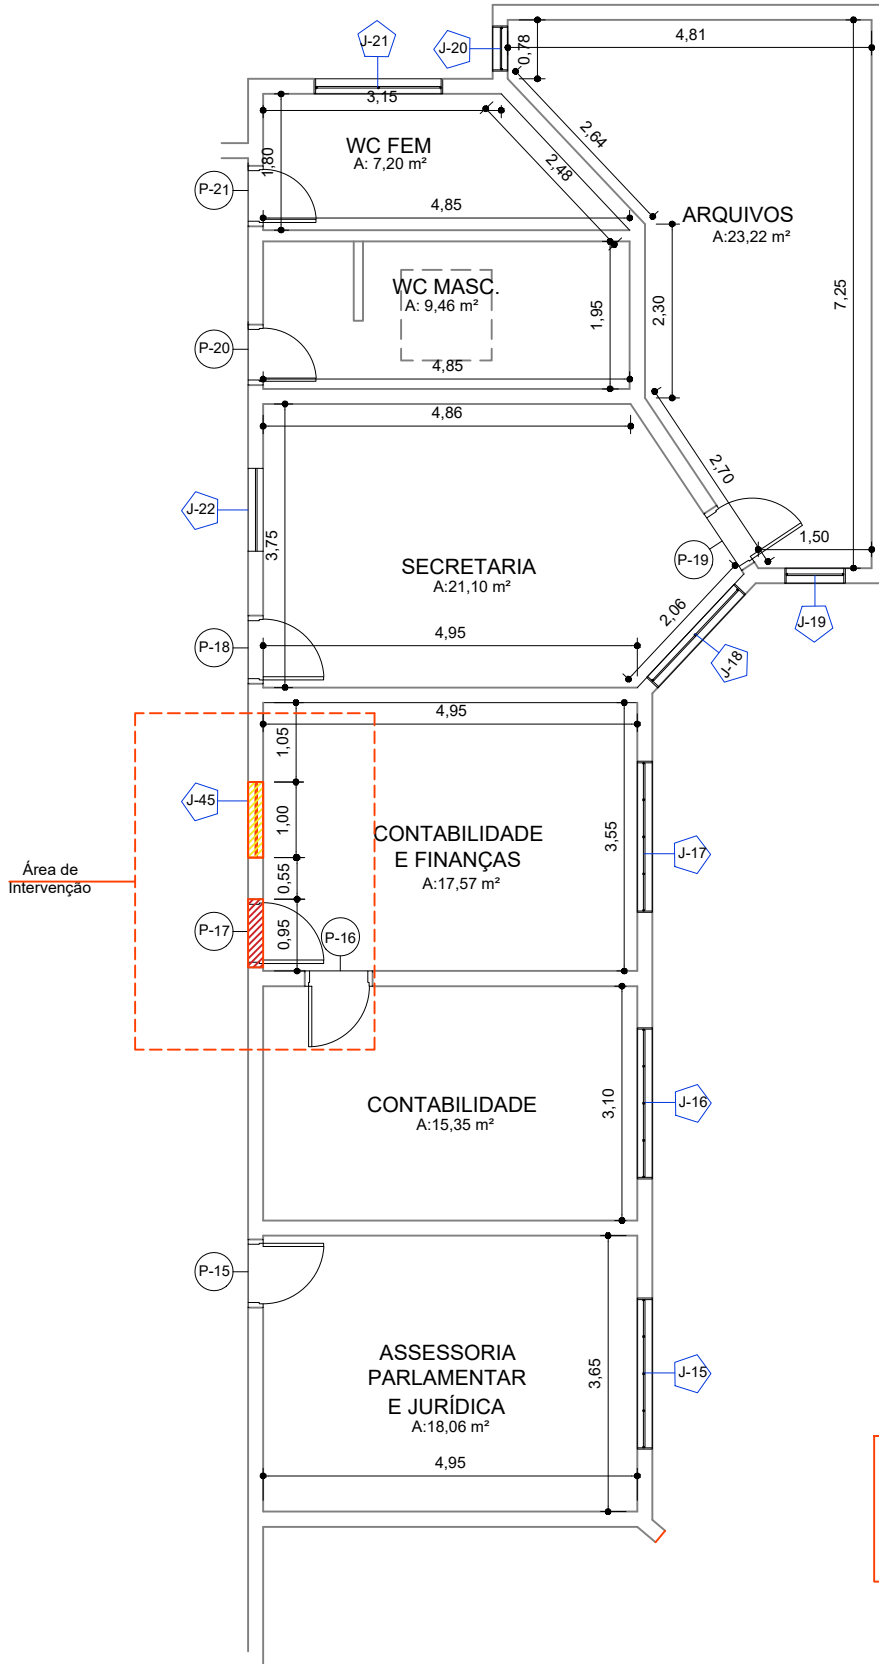 J-21
J-20
0,78
4,81
3,15
1,80
WC FEM
A: 7,20 m²
2,48
2,64
P-21
4,85
ARQUIVOS
A:23,22 m²
7,25
WC MASC.
A: 9,46 m²
1,95
2,30
P-20
4,85
4,86
2,70
J-22
3,75
SECRETARIA
A:21,10 m²
P-19
1,50
2,06
J-19
P-18
4,95
J-18
4,95
1,05
J-45
1,00
CONTABILIDADE
E FINANÇAS
A:17,57 m²
3,55
J-17
Área de
Intervenção
0,55
P-17
0,95
P-16
CONTABILIDADE
A:15,35 m²
3,10
J-16
P-15
ASSESSORIA
PARLAMENTAR
E JURÍDICA
A:18,06 m²
3,65
J-15
4,95